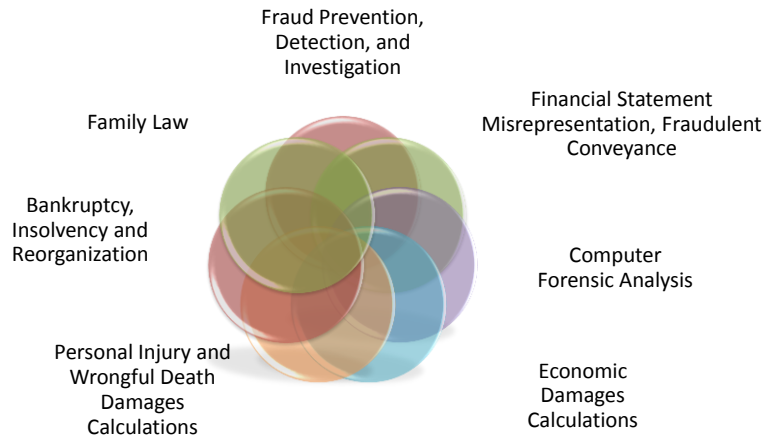 Fraud Prevention,
Detection, and
Investigation
Financial Statement
Misrepresentation, Fraudulent
Conveyance
Computer
Forensic Analysis
Economic
Damages
Calculations
Personal Injury and
Wrongful Death
Damages
Calculations
Bankruptcy,
Insolvency and
Reorganization
Family Law